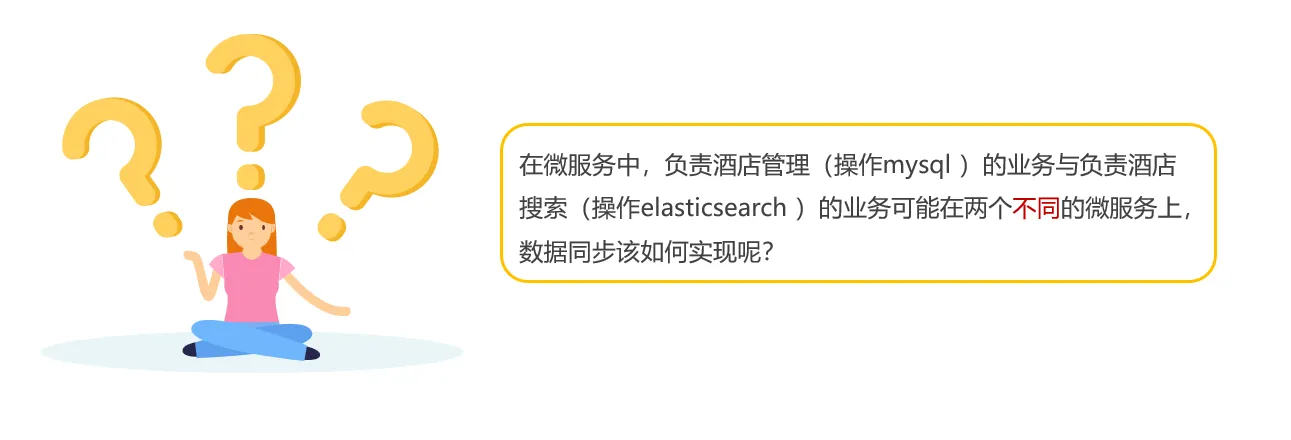 在微服务中，负责酒店管理（操作mysql ）的业务与负责酒店
搜索（操作elasticsearch ）的业务可能在两个不同的微服务上，
数据同步该如何实现呢？